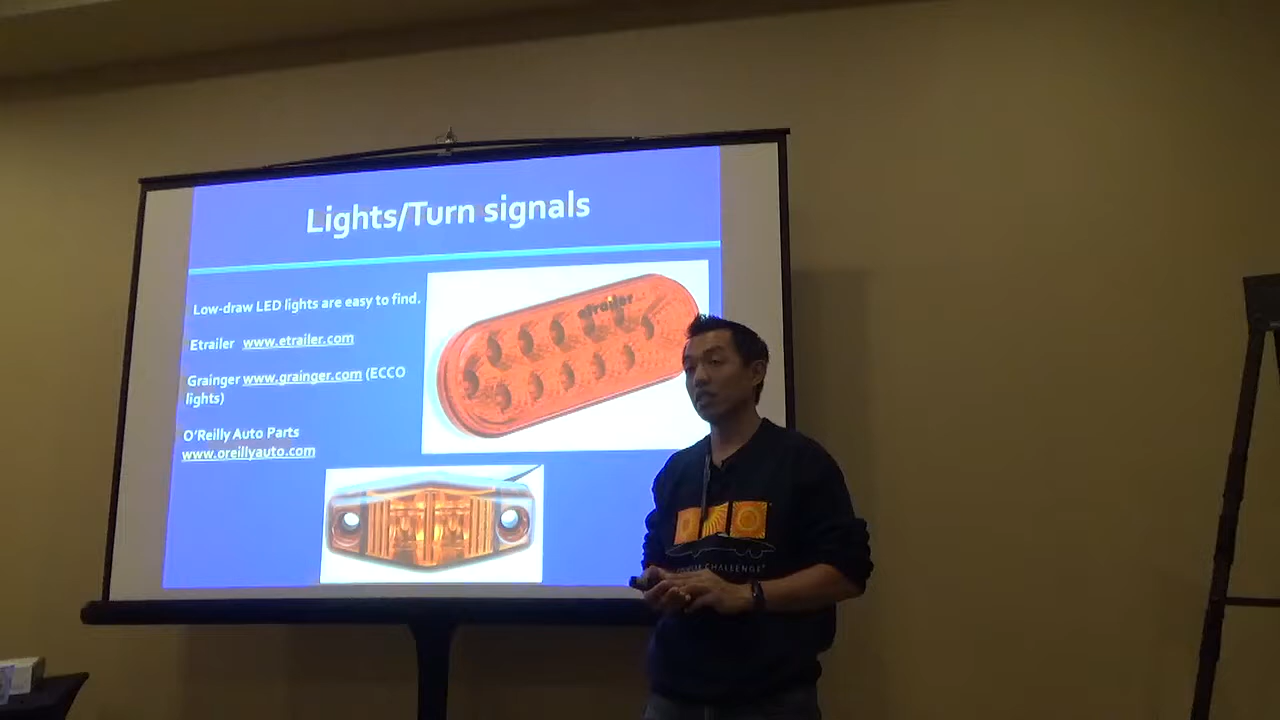 Lights/Turn signals
Low-draw LED lights are easy to find.
Etrailer www.etrailer.com
Grainger www.grainger.com (ECCO
lights)
O'Reilly Auto Parts
www.oreillyauto.com
etrailer
CHALLENGE